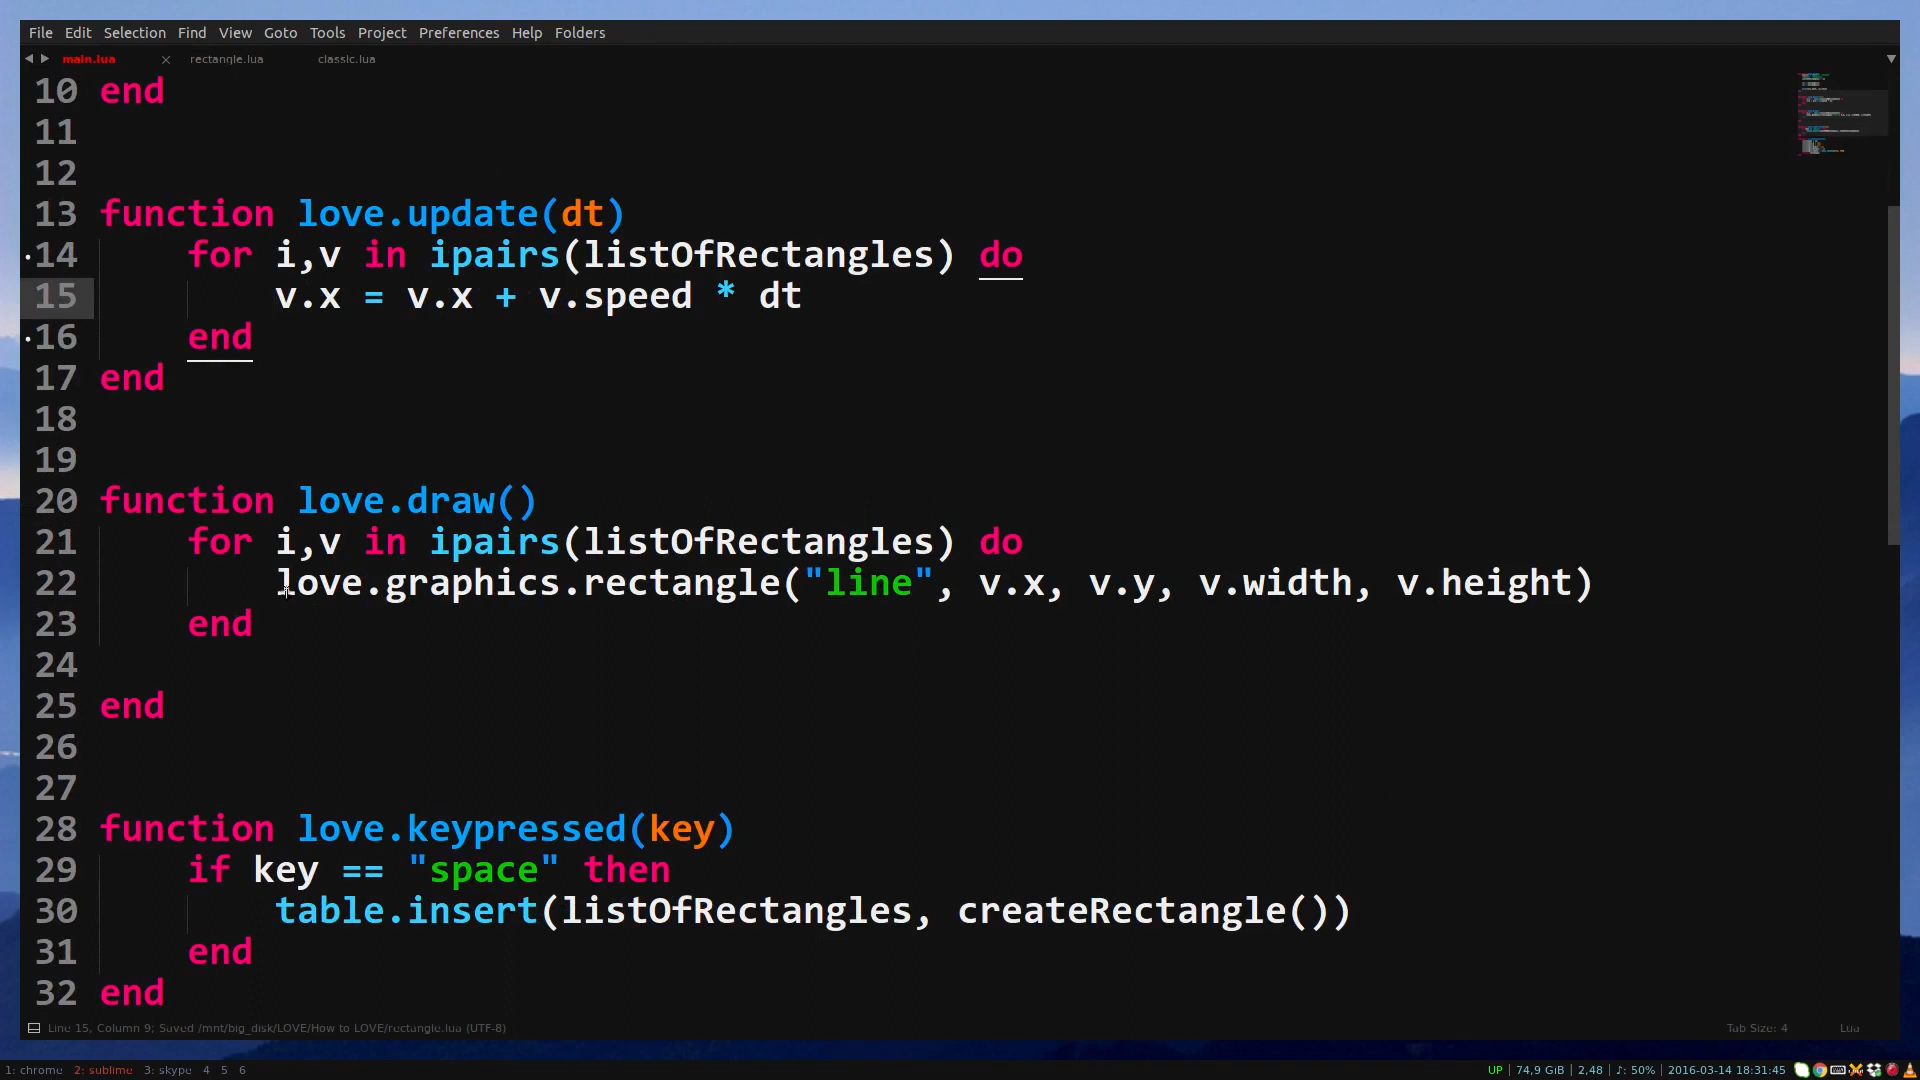 File Edit Selection Find View Goto Tools Project Preferences Help Folders
main.lua rectangle.lua classic.lua
10 end
11
12
13 function love.update(dt)
14 for i,v in ipairs(listOfRectangles) do
15 v.x = v.x + v.speed * dt
16 end
17 end
18
19
20 function love.draw()
21 for i,v in ipairs(listOfRectangles) do
22 love.graphics.rectangle("line", v.x, v.y, v.width, v.height)
23 end
24
25 end
26
27
28 function love.keypressed(key)
29 if key == "space" then
30 table.insert(listOfRectangles, createRectangle())
31 end
32 end
Line 15, Column 9; Saved /mnt/big_disk/LOVE/How to LOVE/rectangle.lua (UTF-8) Tab Size: 4 Lua
1: chrome 2: sublime 3: skype 4 5 6 UP | 74,9 GiB | 2,48 | ♪: 50% | 2016-03-14 18:31:45